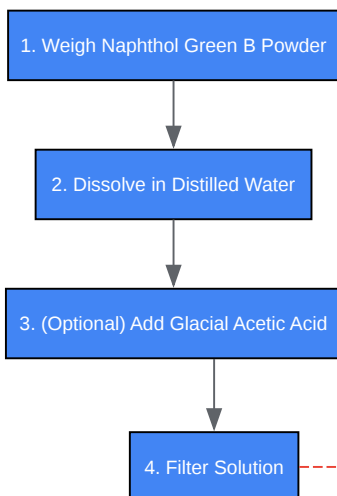 1. Weigh Naphthol Green B Powder
2. Dissolve in Distilled Water
3. (Optional) Add Glacial Acetic Acid
4. Filter Solution